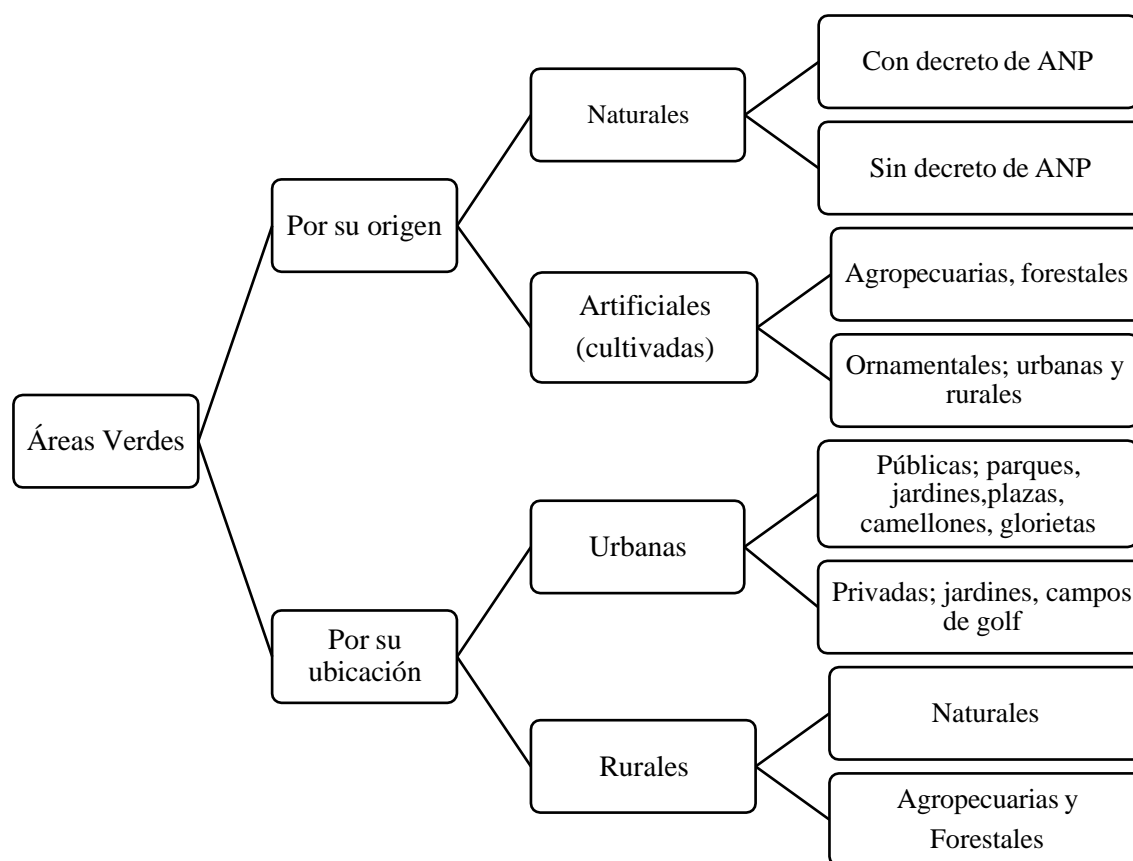 Áreas Verdes
Por su origen
Naturales
Con decreto de ANP
Sin decreto de ANP
Artificiales
(cultivadas)
Agropecuarias, forestales
Ornamentales; urbanas y
rurales
Por su
ubicación
Urbanas
Públicas; parques,
jardines,plazas,
camellones, glorietas
Privadas; jardines, campos
de golf
Rurales
Naturales
Agropecuarias y
Forestales